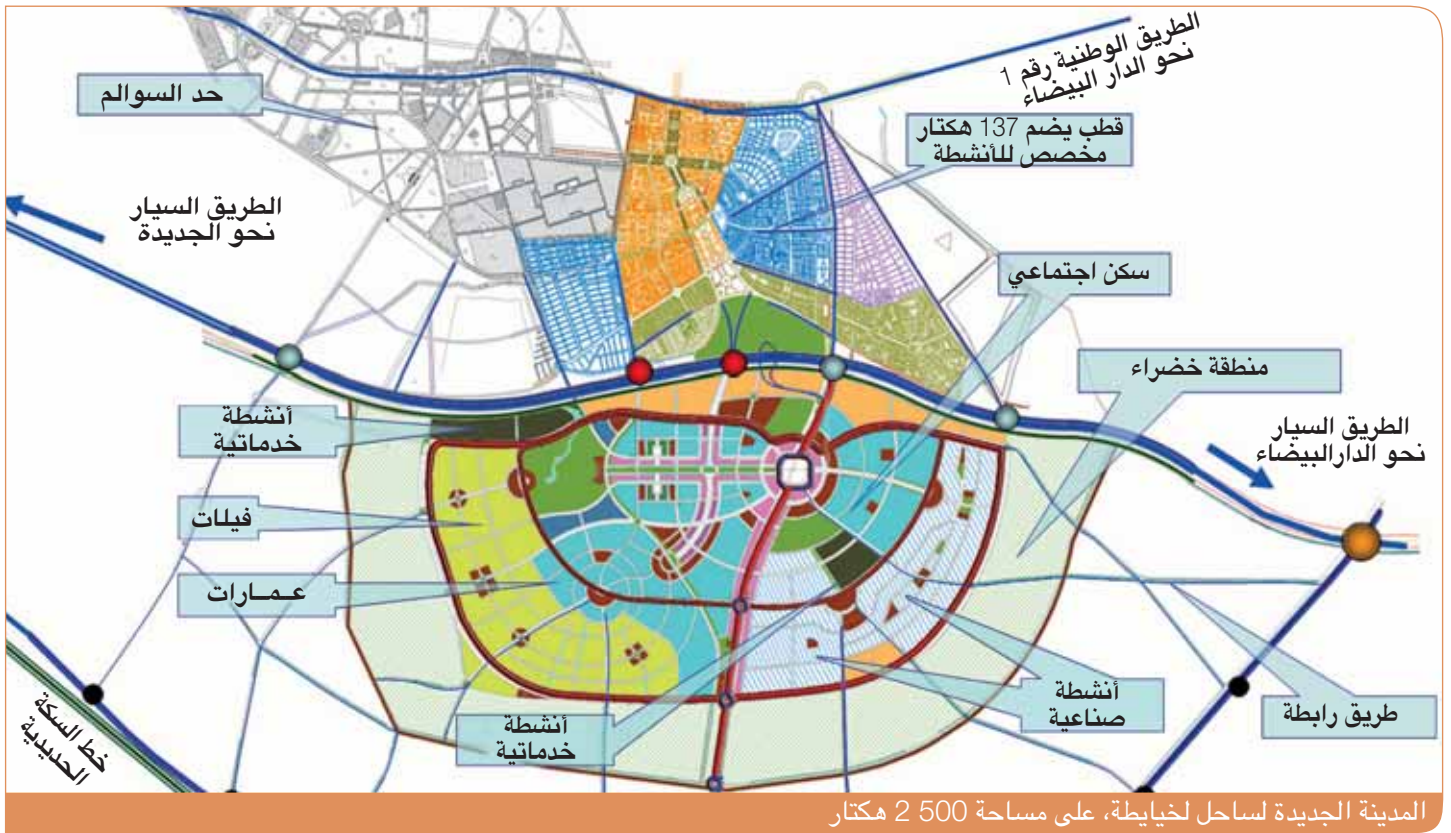 الطريق الوطنية رقم 1
نحو الدار البيضاء
حد السوالم
قطب يضم 137 هكتار
مخصص للأنشطة
الطريق السيار
نحو الجديدة
سكن اجتماعي
منطقة خضراء
أنشطة
خدماتية
الطريق السيار
نحو الدارالبيضاء
فيلات
عـمـارات
أنشطة
صناعية
طريق رابطة
أنشطة
خدماتية
خط السكة
الحديدية
المدينة الجديدة لساحل لخيايطة، على مساحة 500 2 هكتار